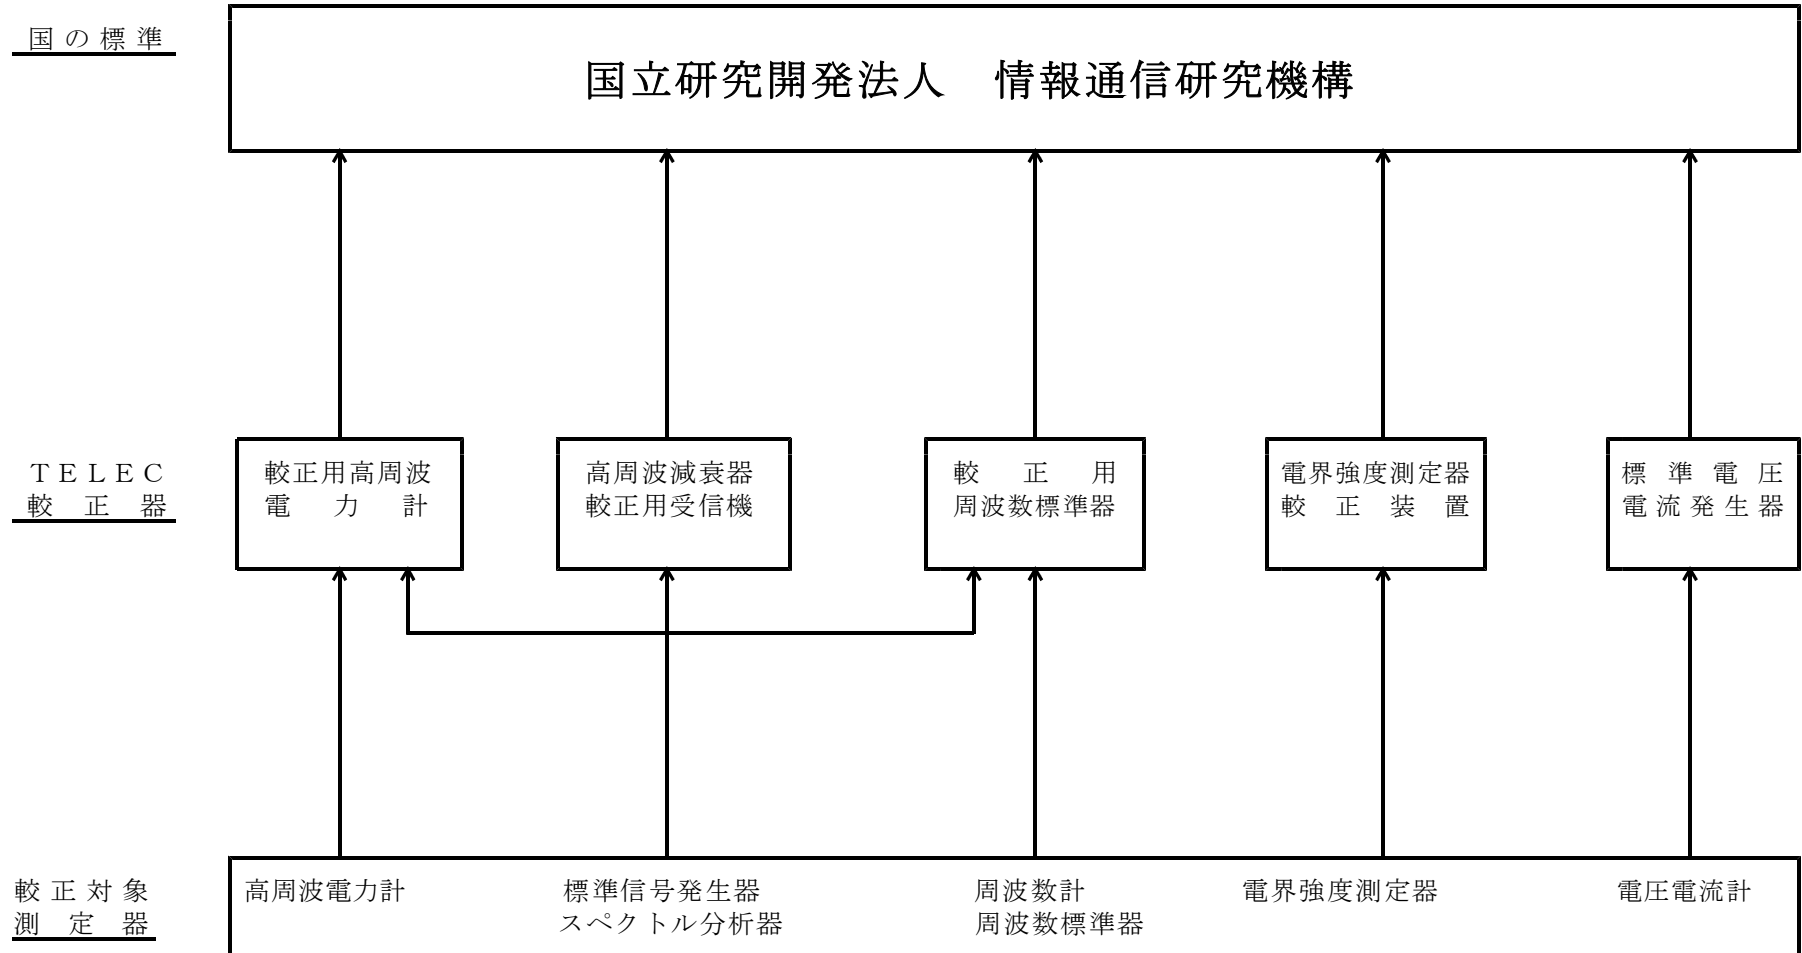 国の標準
国立研究開発法人　情報通信研究機構
ＴＥＬＥＣ
較正器
較正用高周波
電力計
高周波減衰器
較正用受信機
較正用
周波数標準器
電界強度測定器
較正装置
標準電圧
電流発生器
較正対象
測定器
高周波電力計
標準信号発生器
スペクトル分析器
周波数計
周波数標準器
電界強度測定器
電圧電流計